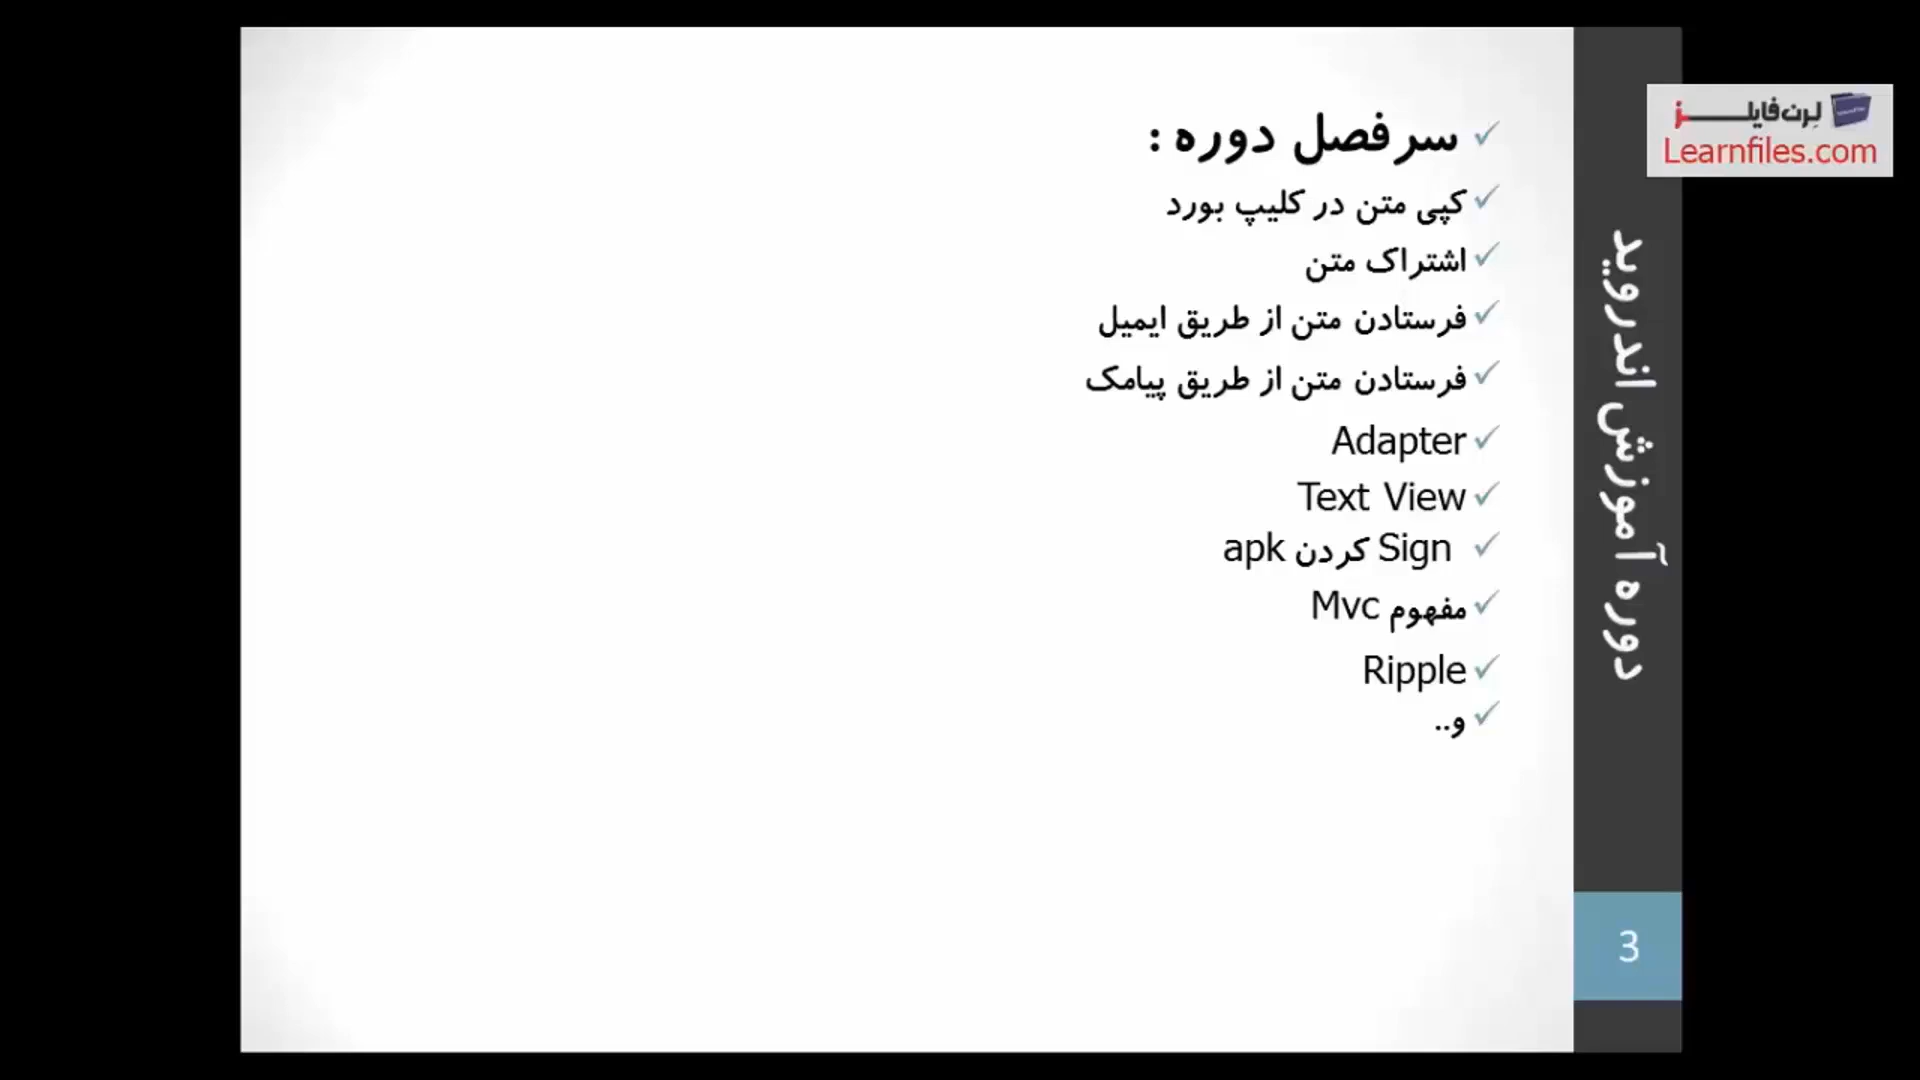 لرن‌فایلز
Learnfiles.com
سرفصل دوره :
کپی متن در کلیپ بورد
اشتراک متن
فرستادن متن از طریق ایمیل
فرستادن متن از طریق پیامک
Adapter
Text View
Sign کردن apk
مفهوم Mvc
Ripple
و..
دوره آموزش اندروید
3